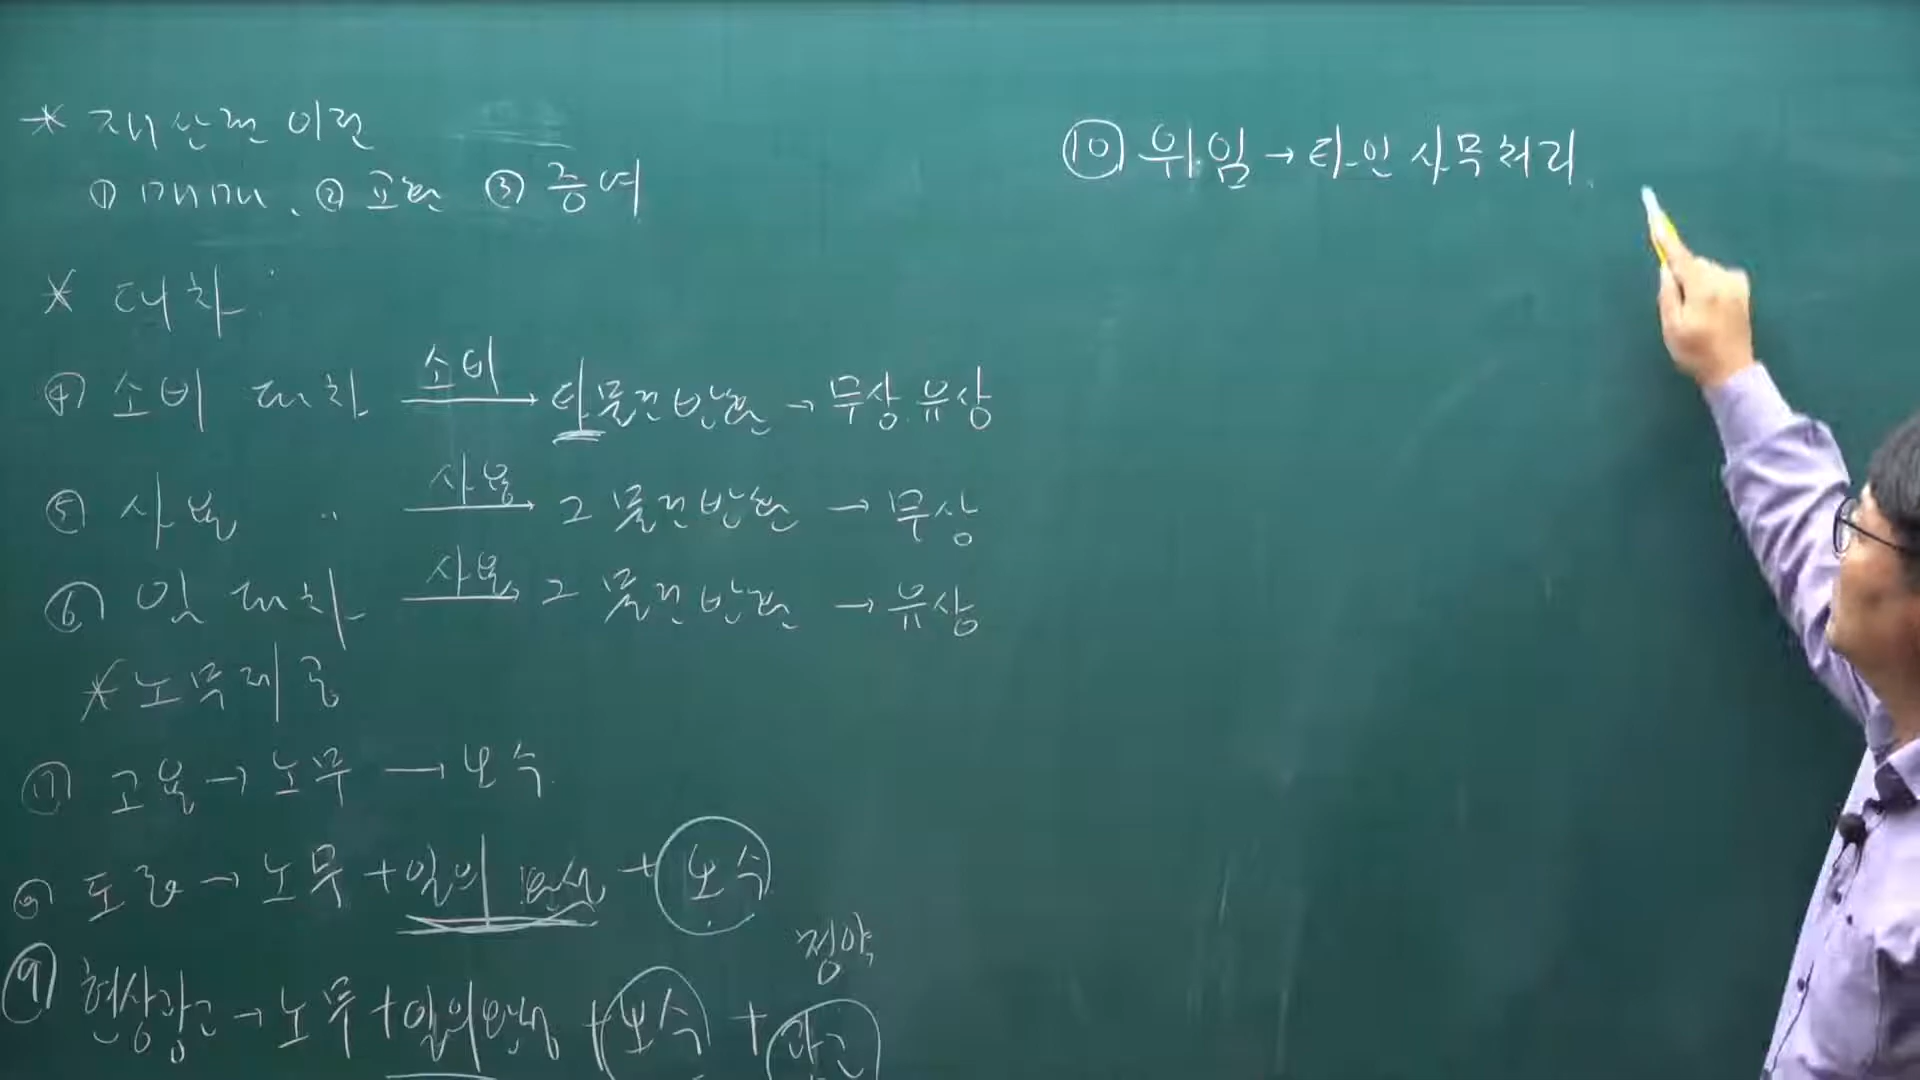 * 재산권 이전
① 매매, ② 교환 ③ 증여
* 대차
④ 소비 대차 소비→ 타물건반환 → 무상 유상
⑤ 사용 〃 사용→ 그 물건반환 → 무상
⑥ 임 대차 사용→ 그 물건반환 → 유상
* 노무제공
⑦ 고용 → 노무 → 보수
⑧ 도급 → 노무 + 일의 완성 + 보수
정악
⑨ 현상광고 → 노무 + 일의완성 + 보수 + 광고
⑩ 위임 → 타인 사무처리